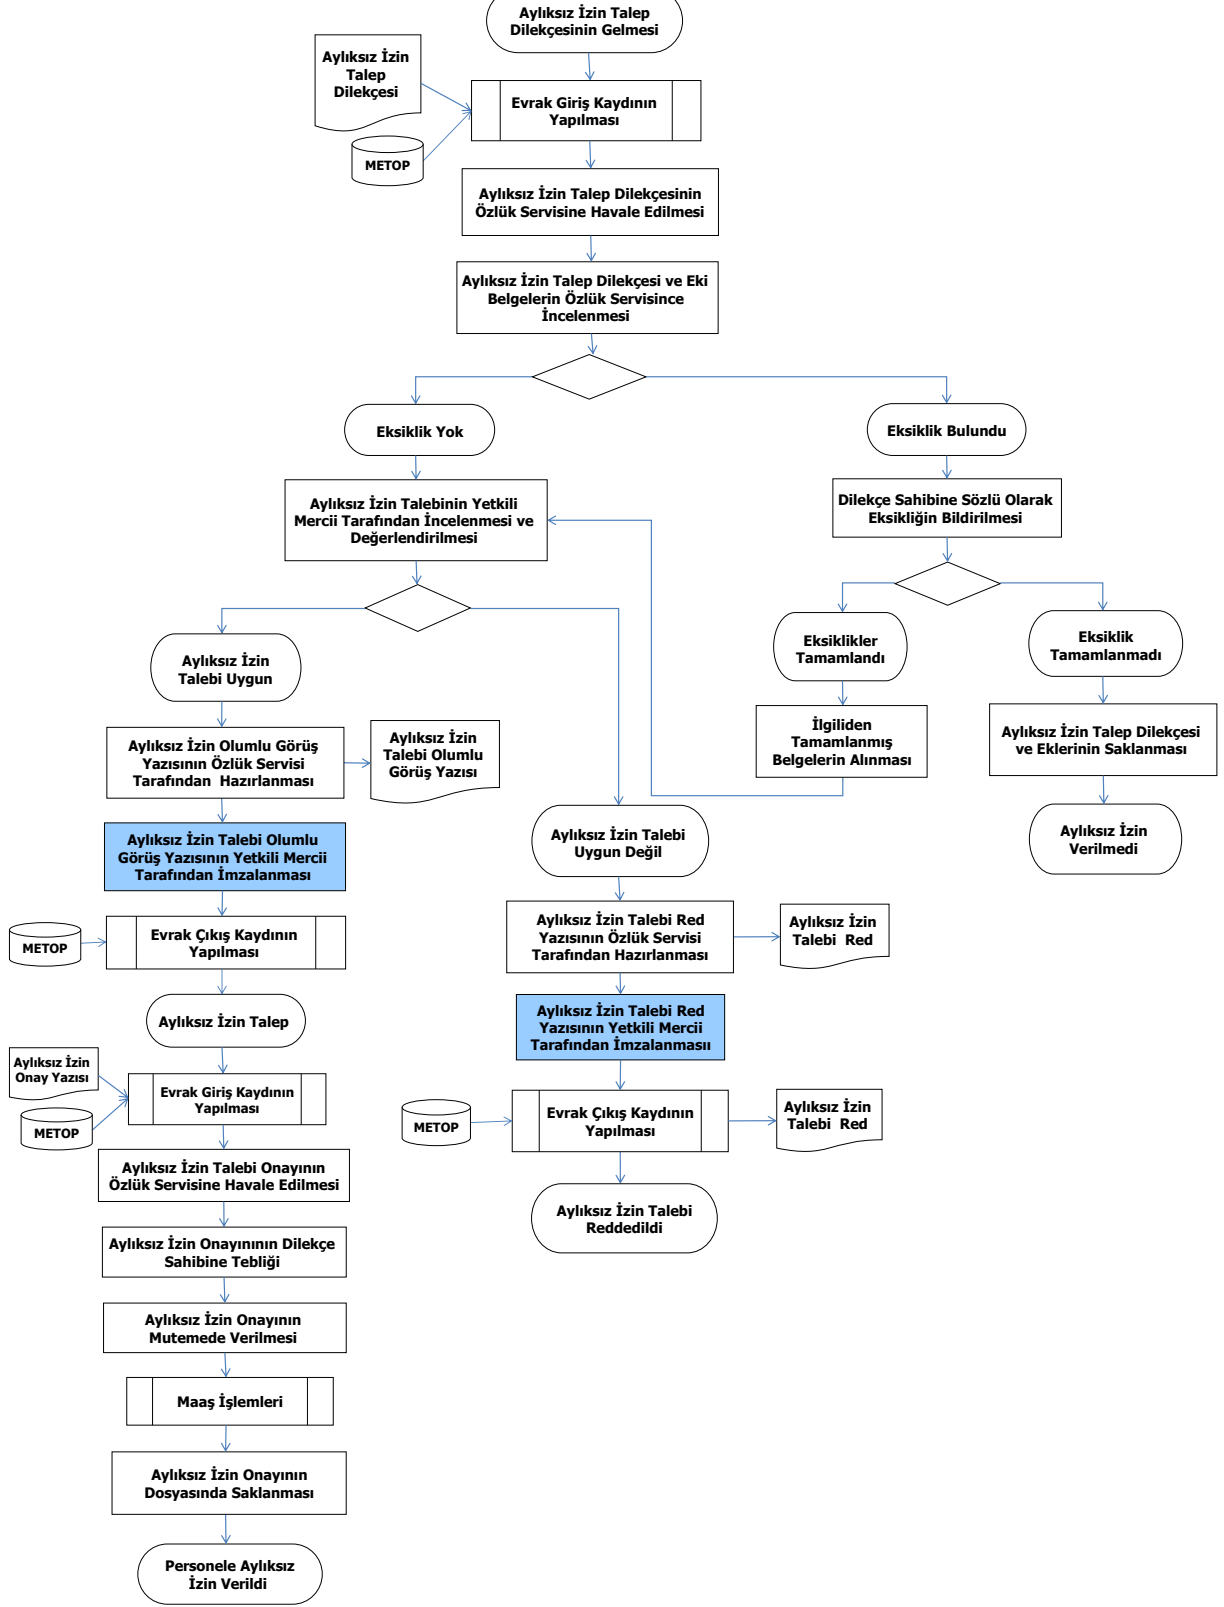 Aylıksız İzin Talep
Dilekçesinin Gelmesi
Aylıksız İzin
Talep
Dilekçesi
Evrak Giriş Kaydının
Yapılması
METOP
Aylıksız İzin Talep Dilekçesinin
Özlük Servisine Havale Edilmesi
Aylıksız İzin Talep Dilekçesi ve Eki
Belgelerin Özlük Servisince
İncelenmesi
Eksiklik Yok
Eksiklik Bulundu
Aylıksız İzin Talebinin Yetkili
Mercii Tarafından İncelenmesi ve
Değerlendirilmesi
Dilekçe Sahibine Sözlü Olarak
Eksikliğin Bildirilmesi
Aylıksız İzin
Talebi Uygun
Eksiklikler
Tamamlandı
Eksiklik
Tamamlanmadı
Aylıksız İzin Olumlu Görüş
Yazısının Özlük Servisi
Tarafından  Hazırlanması
Aylıksız İzin
Talebi Olumlu
Görüş Yazısı
İlgiliden
Tamamlanmış
Belgelerin Alınması
Aylıksız İzin Talep Dilekçesi
ve Eklerinin Saklanması
Aylıksız İzin Talebi Olumlu
Görüş Yazısının Yetkili Mercii
Tarafından İmzalanması
Aylıksız İzin Talebi
Uygun Değil
Aylıksız İzin
Verilmedi
METOP
Evrak Çıkış Kaydının
Yapılması
Aylıksız İzin Talebi Red
Yazısının Özlük Servisi
Tarafından Hazırlanması
Aylıksız İzin
Talebi  Red
Aylıksız İzin Talep
Aylıksız İzin Talebi Red
Yazısının Yetkili Mercii
Tarafından İmzalanmasıı
Aylıksız İzin
Onay Yazısı
METOP
Evrak Giriş Kaydının
Yapılması
METOP
Evrak Çıkış Kaydının
Yapılması
Aylıksız İzin
Talebi  Red
Aylıksız İzin Talebi Onayının
Özlük Servisine Havale Edilmesi
Aylıksız İzin Talebi
Reddedildi
Aylıksız İzin Onayınının Dilekçe
Sahibine Tebliği
Aylıksız İzin Onayının
Mutemede Verilmesi
Maaş İşlemleri
Aylıksız İzin Onayının
Dosyasında Saklanması
Personele Aylıksız
İzin Verildi